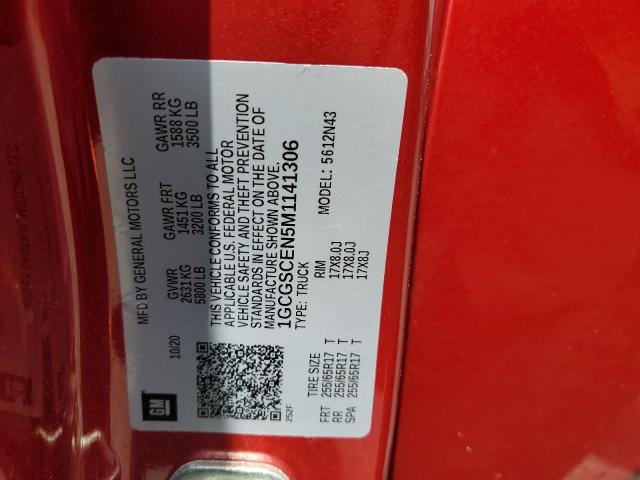 MFD BY GENERAL MOTORS LLC
10/20
GVWR GAWR FRT GAWR RR
2631 KG 1451 KG 1588 KG
5800 LB 3200 LB 3500 LB
THIS VEHICLE CONFORMS TO ALL
APPLICABLE U.S. FEDERAL MOTOR
VEHICLE SAFETY AND THEFT PREVENTION
STANDARDS IN EFFECT ON THE DATE OF
MANUFACTURE SHOWN ABOVE.
1GCGSCEN5M1141306
TYPE: TRUCK MODEL: 5612N43
TIRE SIZE RIM
FRT 255/65R17 T 17X8.0J
RR 255/65R17 T 17X8.0J
SPA 255/65R17 T 17X8J
GM
252F